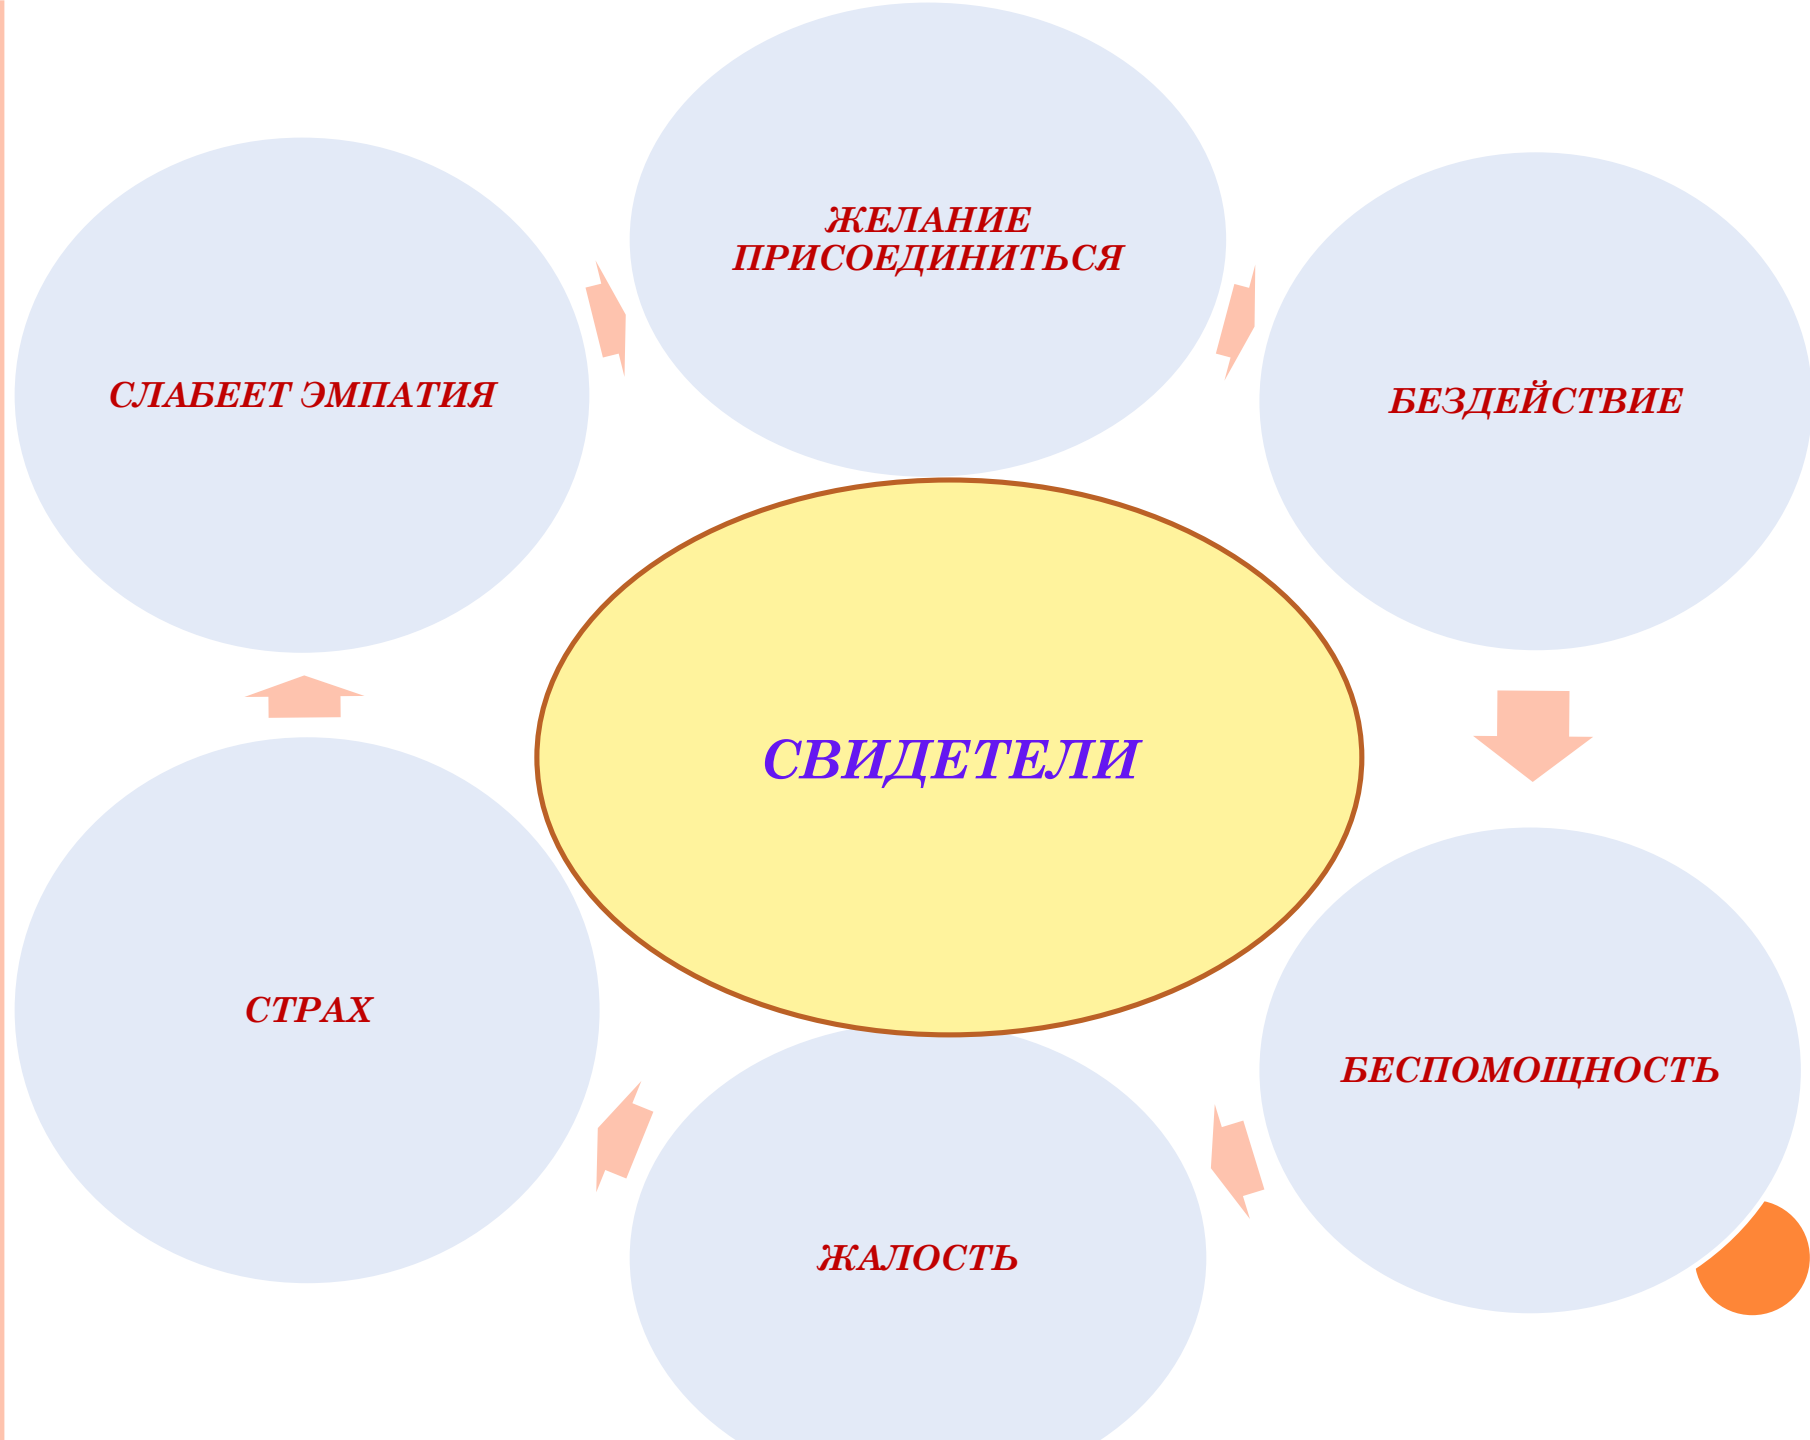 ЖЕЛАНИЕ
ПРИСОЕДИНИТЬСЯ
СЛАБЕЕТ ЭМПАТИЯ
БЕЗДЕЙСТВИЕ
СВИДЕТЕЛИ
СТРАХ
БЕСПОМОЩНОСТЬ
ЖАЛОСТЬ